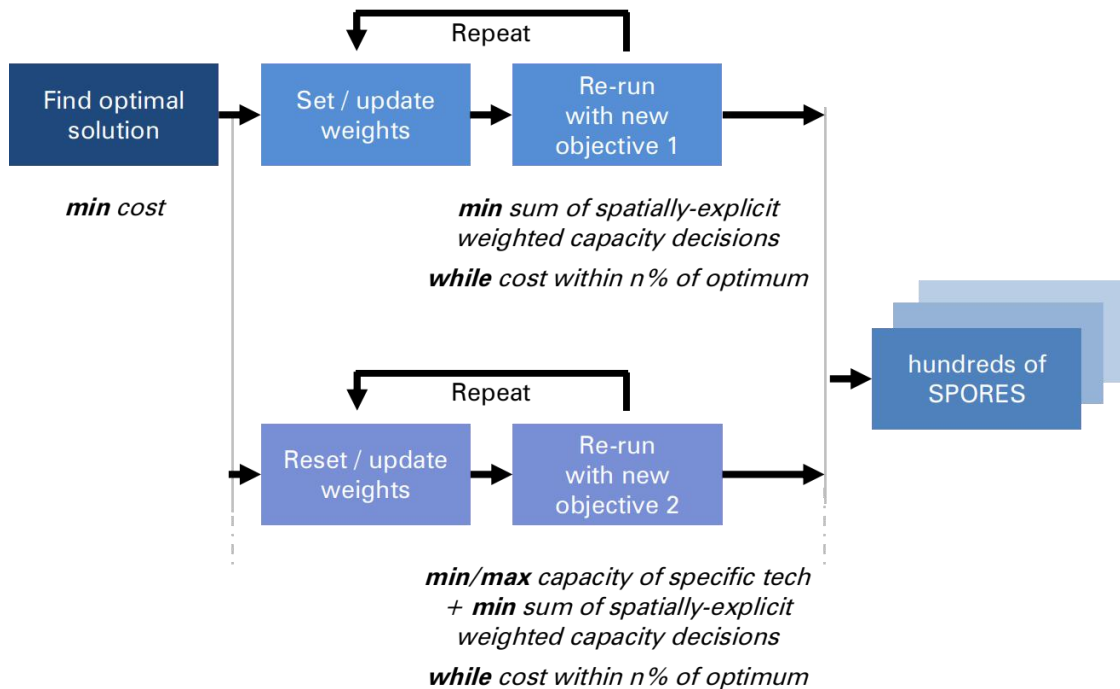 Repeat
Find optimal
solution
Set / update
weights
Re-run
with new
objective 1
min cost
min sum of spatially-explicit
weighted capacity decisions
while cost within n% of optimum
hundreds of
SPORES
Repeat
Reset / update
weights
Re-run
with new
objective 2
min/max capacity of specific tech
+ min sum of spatially-explicit
weighted capacity decisions
while cost within n% of optimum